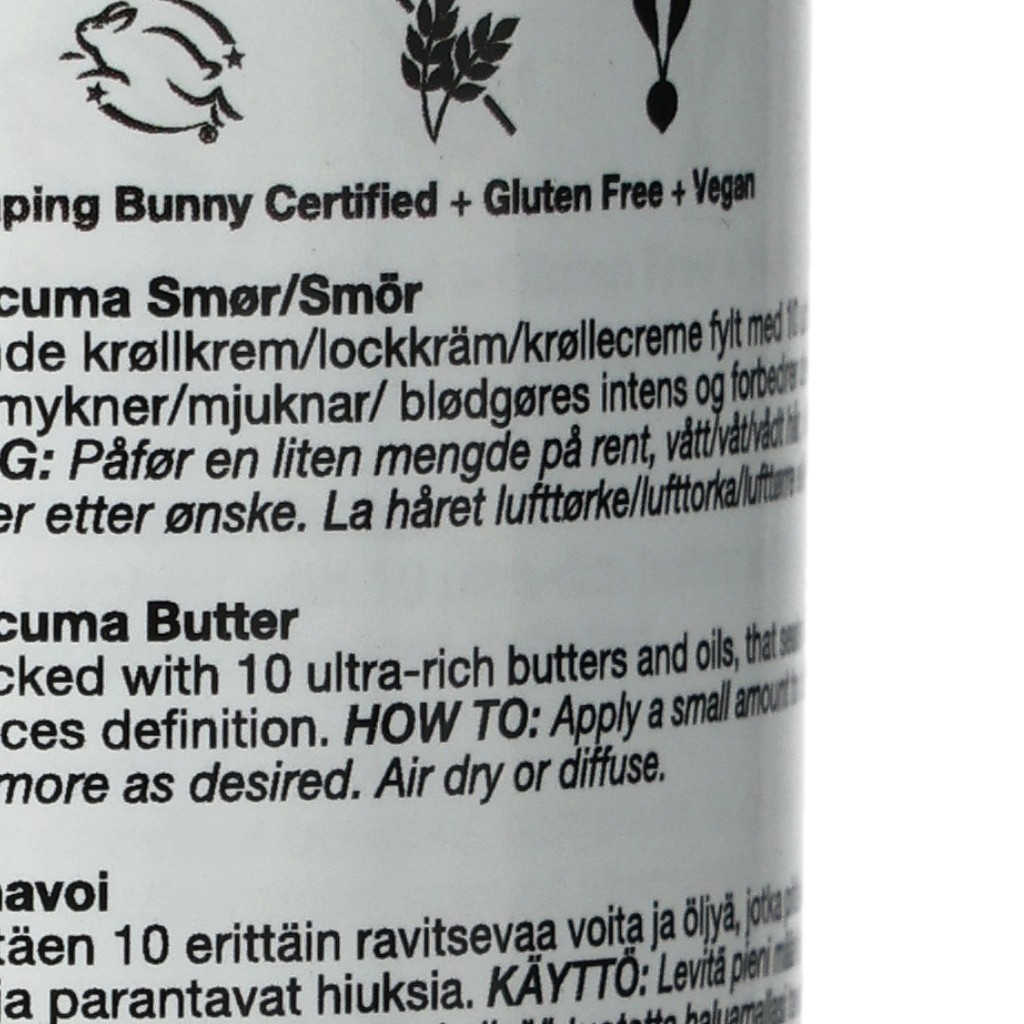 ping Bunny Certified + Gluten Free + Vegan
cuma Smør/Smör
de krøllkrem/lockkräm/krøllecreme fylt med 10
mykner/mjuknar/ blødgøres intens og forbedrer
G: Påfør en liten mengde på rent, vått/våt/vådt
er etter ønske. La håret lufttørke/lufttorka/lufttørre
cuma Butter
cked with 10 ultra-rich butters and oils, that
ces definition. HOW TO: Apply a small amount
more as desired. Air dry or diffuse.
avoi
täen 10 erittäin ravitsevaa voita ja öljyä, jotka
ja parantavat hiuksia. KÄYTTÖ: Levitä pieni